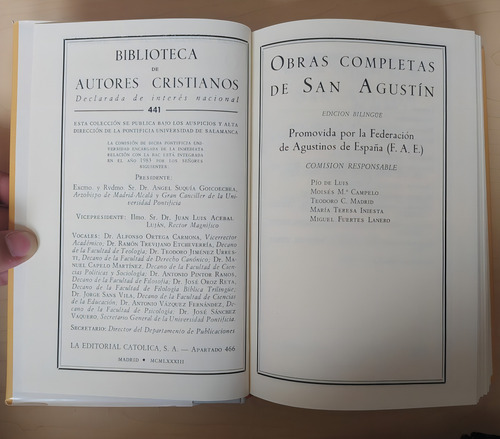 BIBLIOTECA
DE
AUTORES CRISTIANOS
Declarada de interés nacional
441
ESTA COLECCIÓN SE PUBLICA BAJO LOS AUSPICIOS Y ALTA
DIRECCIÓN DE LA PONTIFICIA UNIVERSIDAD DE SALAMANCA
LA COMISIÓN DE DICHA PONTIFICIA UNI-
VERSIDAD ENCARGADA DE LA INMEDIATA
RELACIÓN CON LA BAC ESTÁ INTEGRADA
EN EL AÑO 1983 POR LOS SEÑORES
SIGUIENTES:
PRESIDENTE:
Excmo. y Rvdmo. Sr. Dr. ANGEL SUQUÍA GOICOECHEA,
Arzobispo de Madrid-Alcalá y Gran Canciller de la Uni-
versidad Pontificia
VICEPRESIDENTE: Ilmo. Sr. Dr. JUAN LUIS ACEBAL
LUJÁN, Rector Magnífico
VOCALES: Dr. ALFONSO ORTEGA CARMONA, Vicerrector
Académico; Dr. RAMÓN TREVIJANO ETCHEVERRÍA, Decano
de la Facultad de Teología; Dr. TEODORO JIMÉNEZ URRES-
TI, Decano de la Facultad de Derecho Canónico; Dr. MA-
NUEL CAPELO MARTÍNEZ, Decano de la Facultad de Cien-
cias Políticas y Sociología; Dr. ANTONIO PINTOR RAMOS,
Decano de la Facultad de Filosofía; Dr. JOSÉ OROZ RETA,
Decano de la Facultad de Filología Bíblica Trilingüe;
Dr. JORGE SANS VILA, Decano de la Facultad de Ciencias
de la Educación; Dr. ANTONIO VÁZQUEZ FERNÁNDEZ, De-
cano de la Facultad de Psicología; Dr. JOSÉ SÁNCHEZ
VAQUERO, Secretario General de la Universidad Pontificia.
SECRETARIO: Director del Departamento de Publicaciones.
LA EDITORIAL CATÓLICA, S. A. — APARTADO 466
MADRID • MCMLXXXIII
OBRAS COMPLETAS
DE SAN AGUSTÍN
EDICION BILINGÜE
Promovida por la Federación
de Agustinos de España (F. A. E.)
COMISION RESPONSABLE
PÍO DE LUIS
MOISÉS Mª CAMPELO
TEODORO C. MADRID
MARÍA TERESA INIESTA
MIGUEL FUERTES LANERO